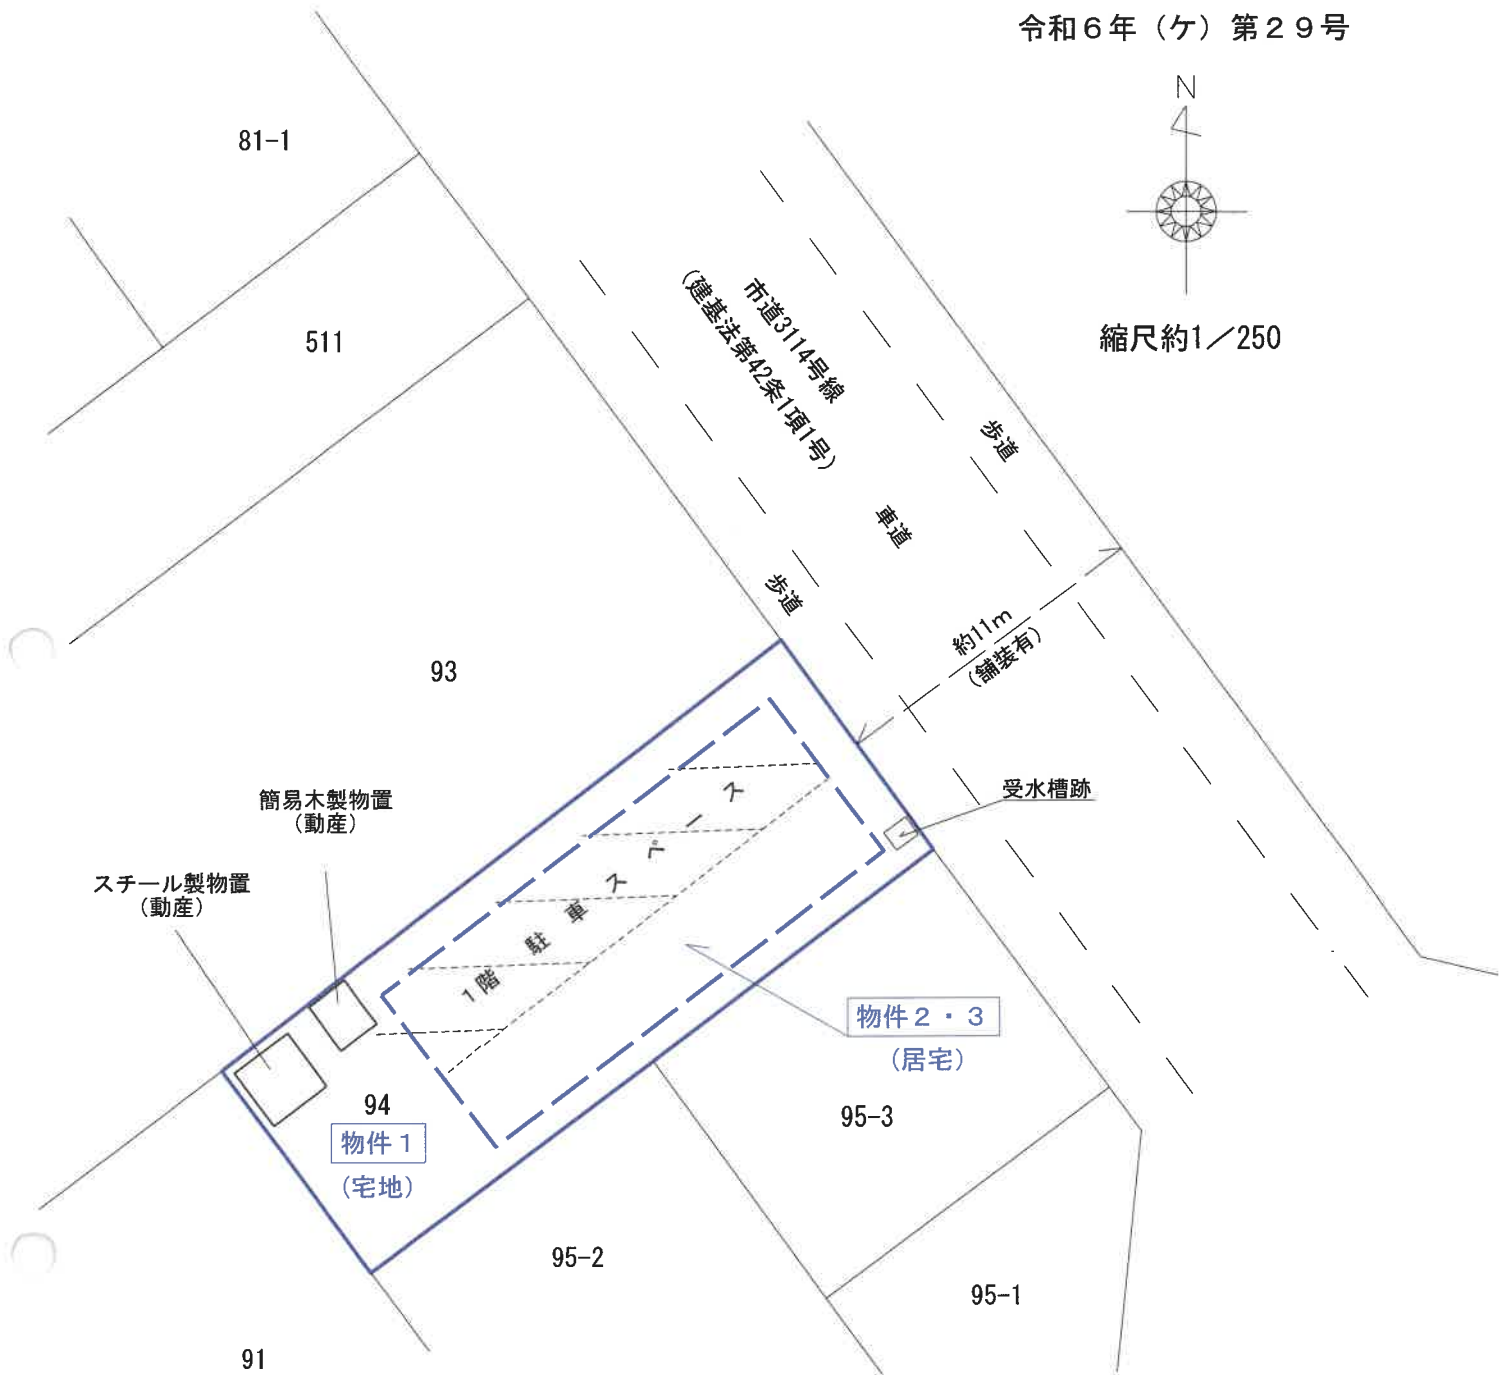 令和6年（ケ）第29号
N
縮尺約1／250
81-1
511
市道3114号線
(建基法第42条1項1号)
歩道
車道
歩道
約11m
(舗装有)
93
簡易木製物置
(動産)
受水槽跡
スチール製物置
(動産)
1階駐車スペース
物件2・3
(居宅)
94
物件1
(宅地)
95-3
95-2
95-1
91